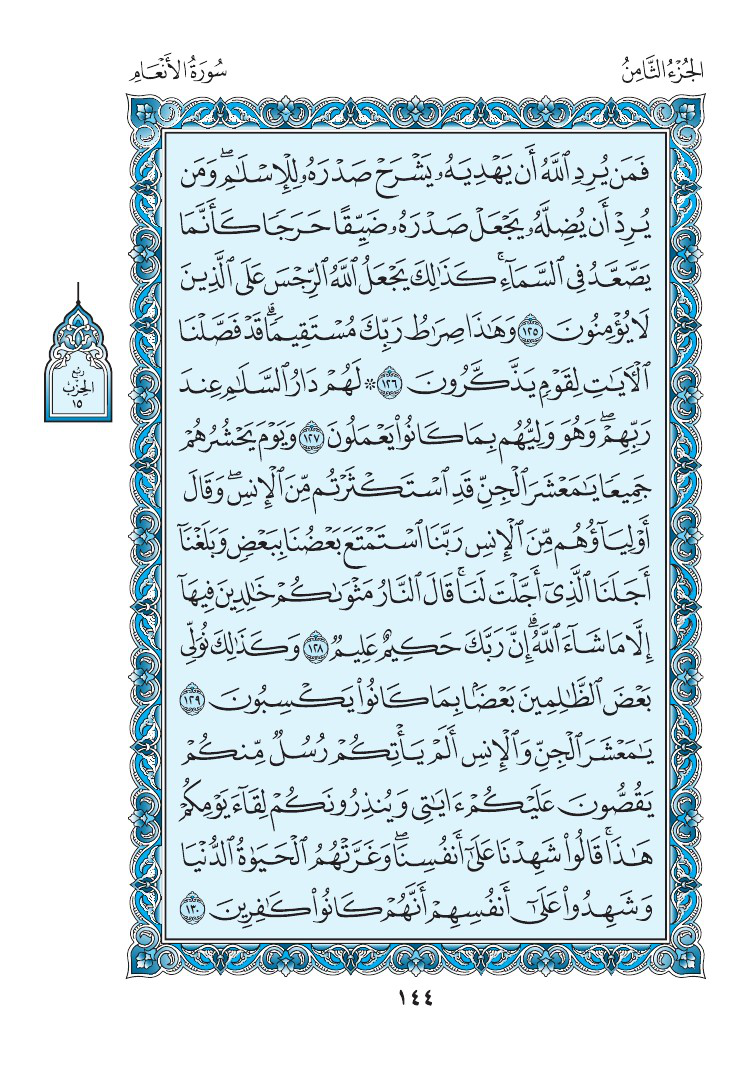 الجُزْءُ الثَّامِنُ
سُورَةُ الأَنْعَامِ
فَمَن يُرِدِ ٱللَّهُ أَن يَهْدِيَهُۥ يَشْرَحْ صَدْرَهُۥ لِلْإِسْلَٰمِۖ وَمَن
يُرِدْ أَن يُضِلَّهُۥ يَجْعَلْ صَدْرَهُۥ ضَيِّقًا حَرَجًا كَأَنَّمَا
يَصَّعَّدُ فِى ٱلسَّمَآءِۚ كَذَٰلِكَ يَجْعَلُ ٱللَّهُ ٱلرِّجْسَ عَلَى ٱلَّذِينَ
لَا يُؤْمِنُونَ ١٢٥ وَهَٰذَا صِرَٰطُ رَبِّكَ مُسْتَقِيمًاۗ قَدْ فَصَّلْنَا
ٱلْأٓيَٰتِ لِقَوْمٍ يَذَّكَّرُونَ ١٢٦ ۞ لَهُمْ دَارُ ٱلسَّلَٰمِ عِندَ
رَبِّهِمْۖ وَهُوَ وَلِيُّهُم بِمَا كَانُوا۟ يَعْمَلُونَ ١٢٧ وَيَوْمَ يَحْشُرُهُمْ
جَمِيعًا يَٰمَعْشَرَ ٱلْجِنِّ قَدِ ٱسْتَكْثَرْتُم مِّنَ ٱلْإِنسِۖ وَقَالَ
أَوْلِيَآؤُهُم مِّنَ ٱلْإِنسِ رَبَّنَا ٱسْتَمْتَعَ بَعْضُنَا بِبَعْضٍ وَبَلَغْنَآ
أَجَلَنَا ٱلَّذِىٓ أَجَّلْتَ لَنَاۚ قَالَ ٱلنَّارُ مَثْوَىٰكُمْ خَٰلِدِينَ فِيهَآ
إِلَّا مَا شَآءَ ٱللَّهُۗ إِنَّ رَبَّكَ حَكِيمٌ عَلِيمٌ ١٢٨ وَكَذَٰلِكَ نُوَلِّى
بَعْضَ ٱلظَّٰلِمِينَ بَعْضًۢا بِمَا كَانُوا۟ يَكْسِبُونَ ١٢٩
يَٰمَعْشَرَ ٱلْجِنِّ وَٱلْإِنسِ أَلَمْ يَأْتِكُمْ رُسُلٌ مِّنكُمْ
يَقُصُّونَ عَلَيْكُمْ ءَايَٰتِى وَيُنذِرُونَكُمْ لِقَآءَ يَوْمِكُمْ
هَٰذَاۚ قَالُوا۟ شَهِدْنَا عَلَىٰٓ أَنفُسِنَاۖ وَغَرَّتْهُمُ ٱلْحَيَوٰةُ ٱلدُّنْيَا
وَشَهِدُوا۟ عَلَىٰٓ أَنفُسِهِمْ أَنَّهُمْ كَانُوا۟ كَٰفِرِينَ ١٣٠
رُبْعُ
الحِزْبِ
١٥
١٤٤